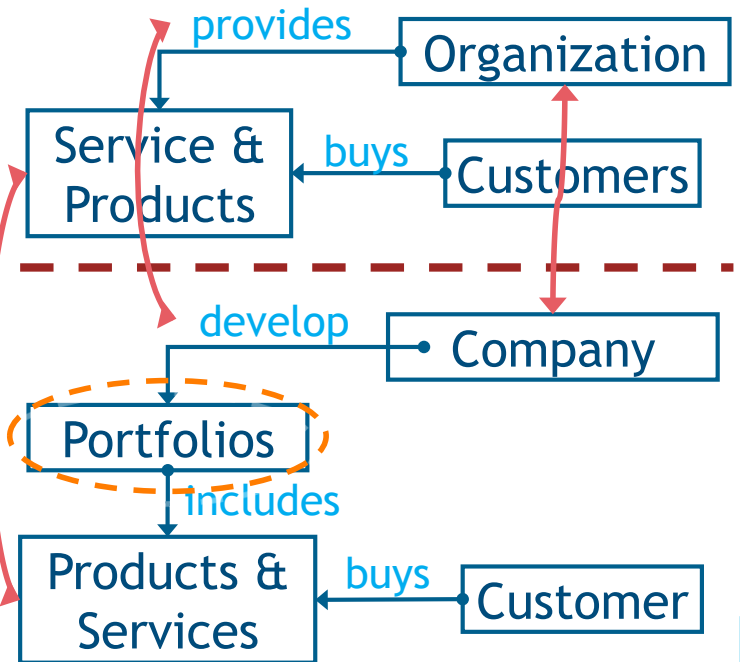 provides
Organization
Service &
Products
buys
Customers
develop
Company
Portfolios
includes
Products &
Services
buys
Customer